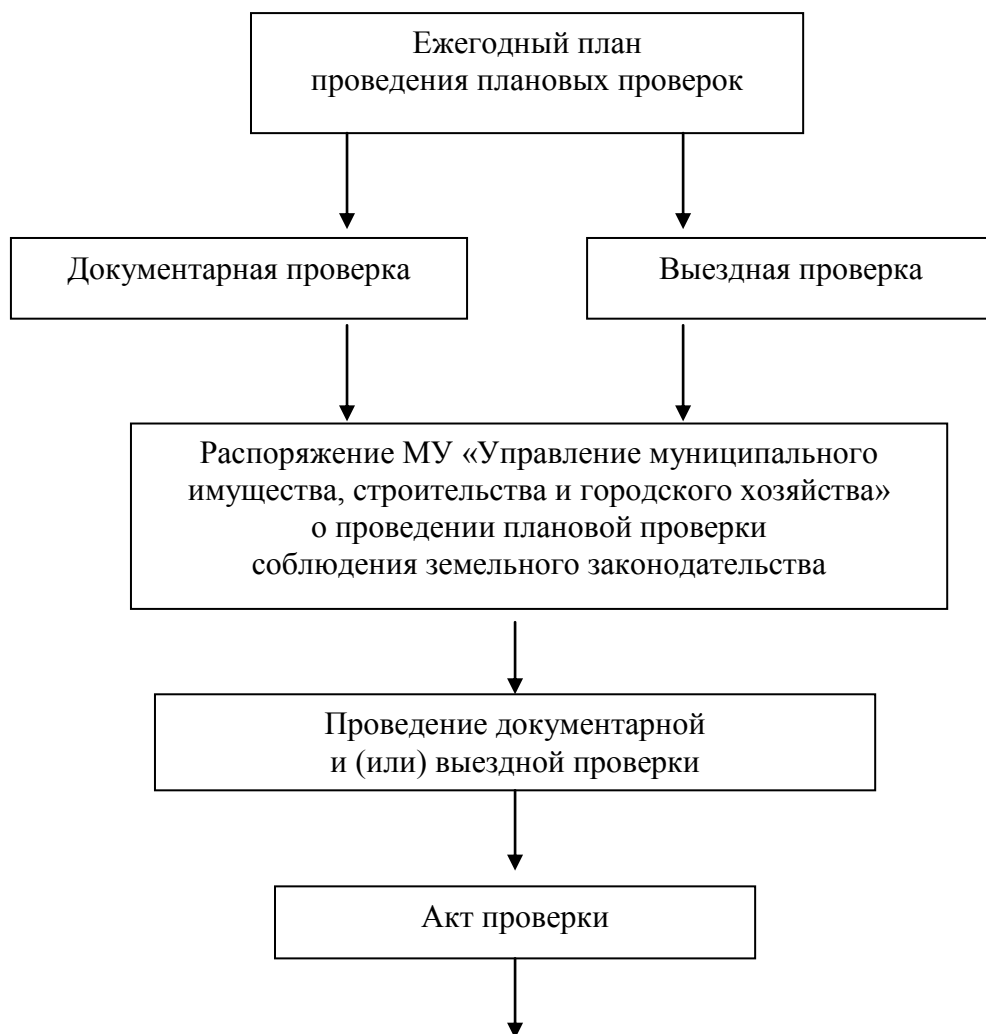 Ежегодный план
проведения плановых проверок
Документарная проверка
Выездная проверка
Распоряжение МУ «Управление муниципального
имущества, строительства и городского хозяйства»
о проведении плановой проверки
соблюдения земельного законодательства
Проведение документарной
и (или) выездной проверки
Акт проверки